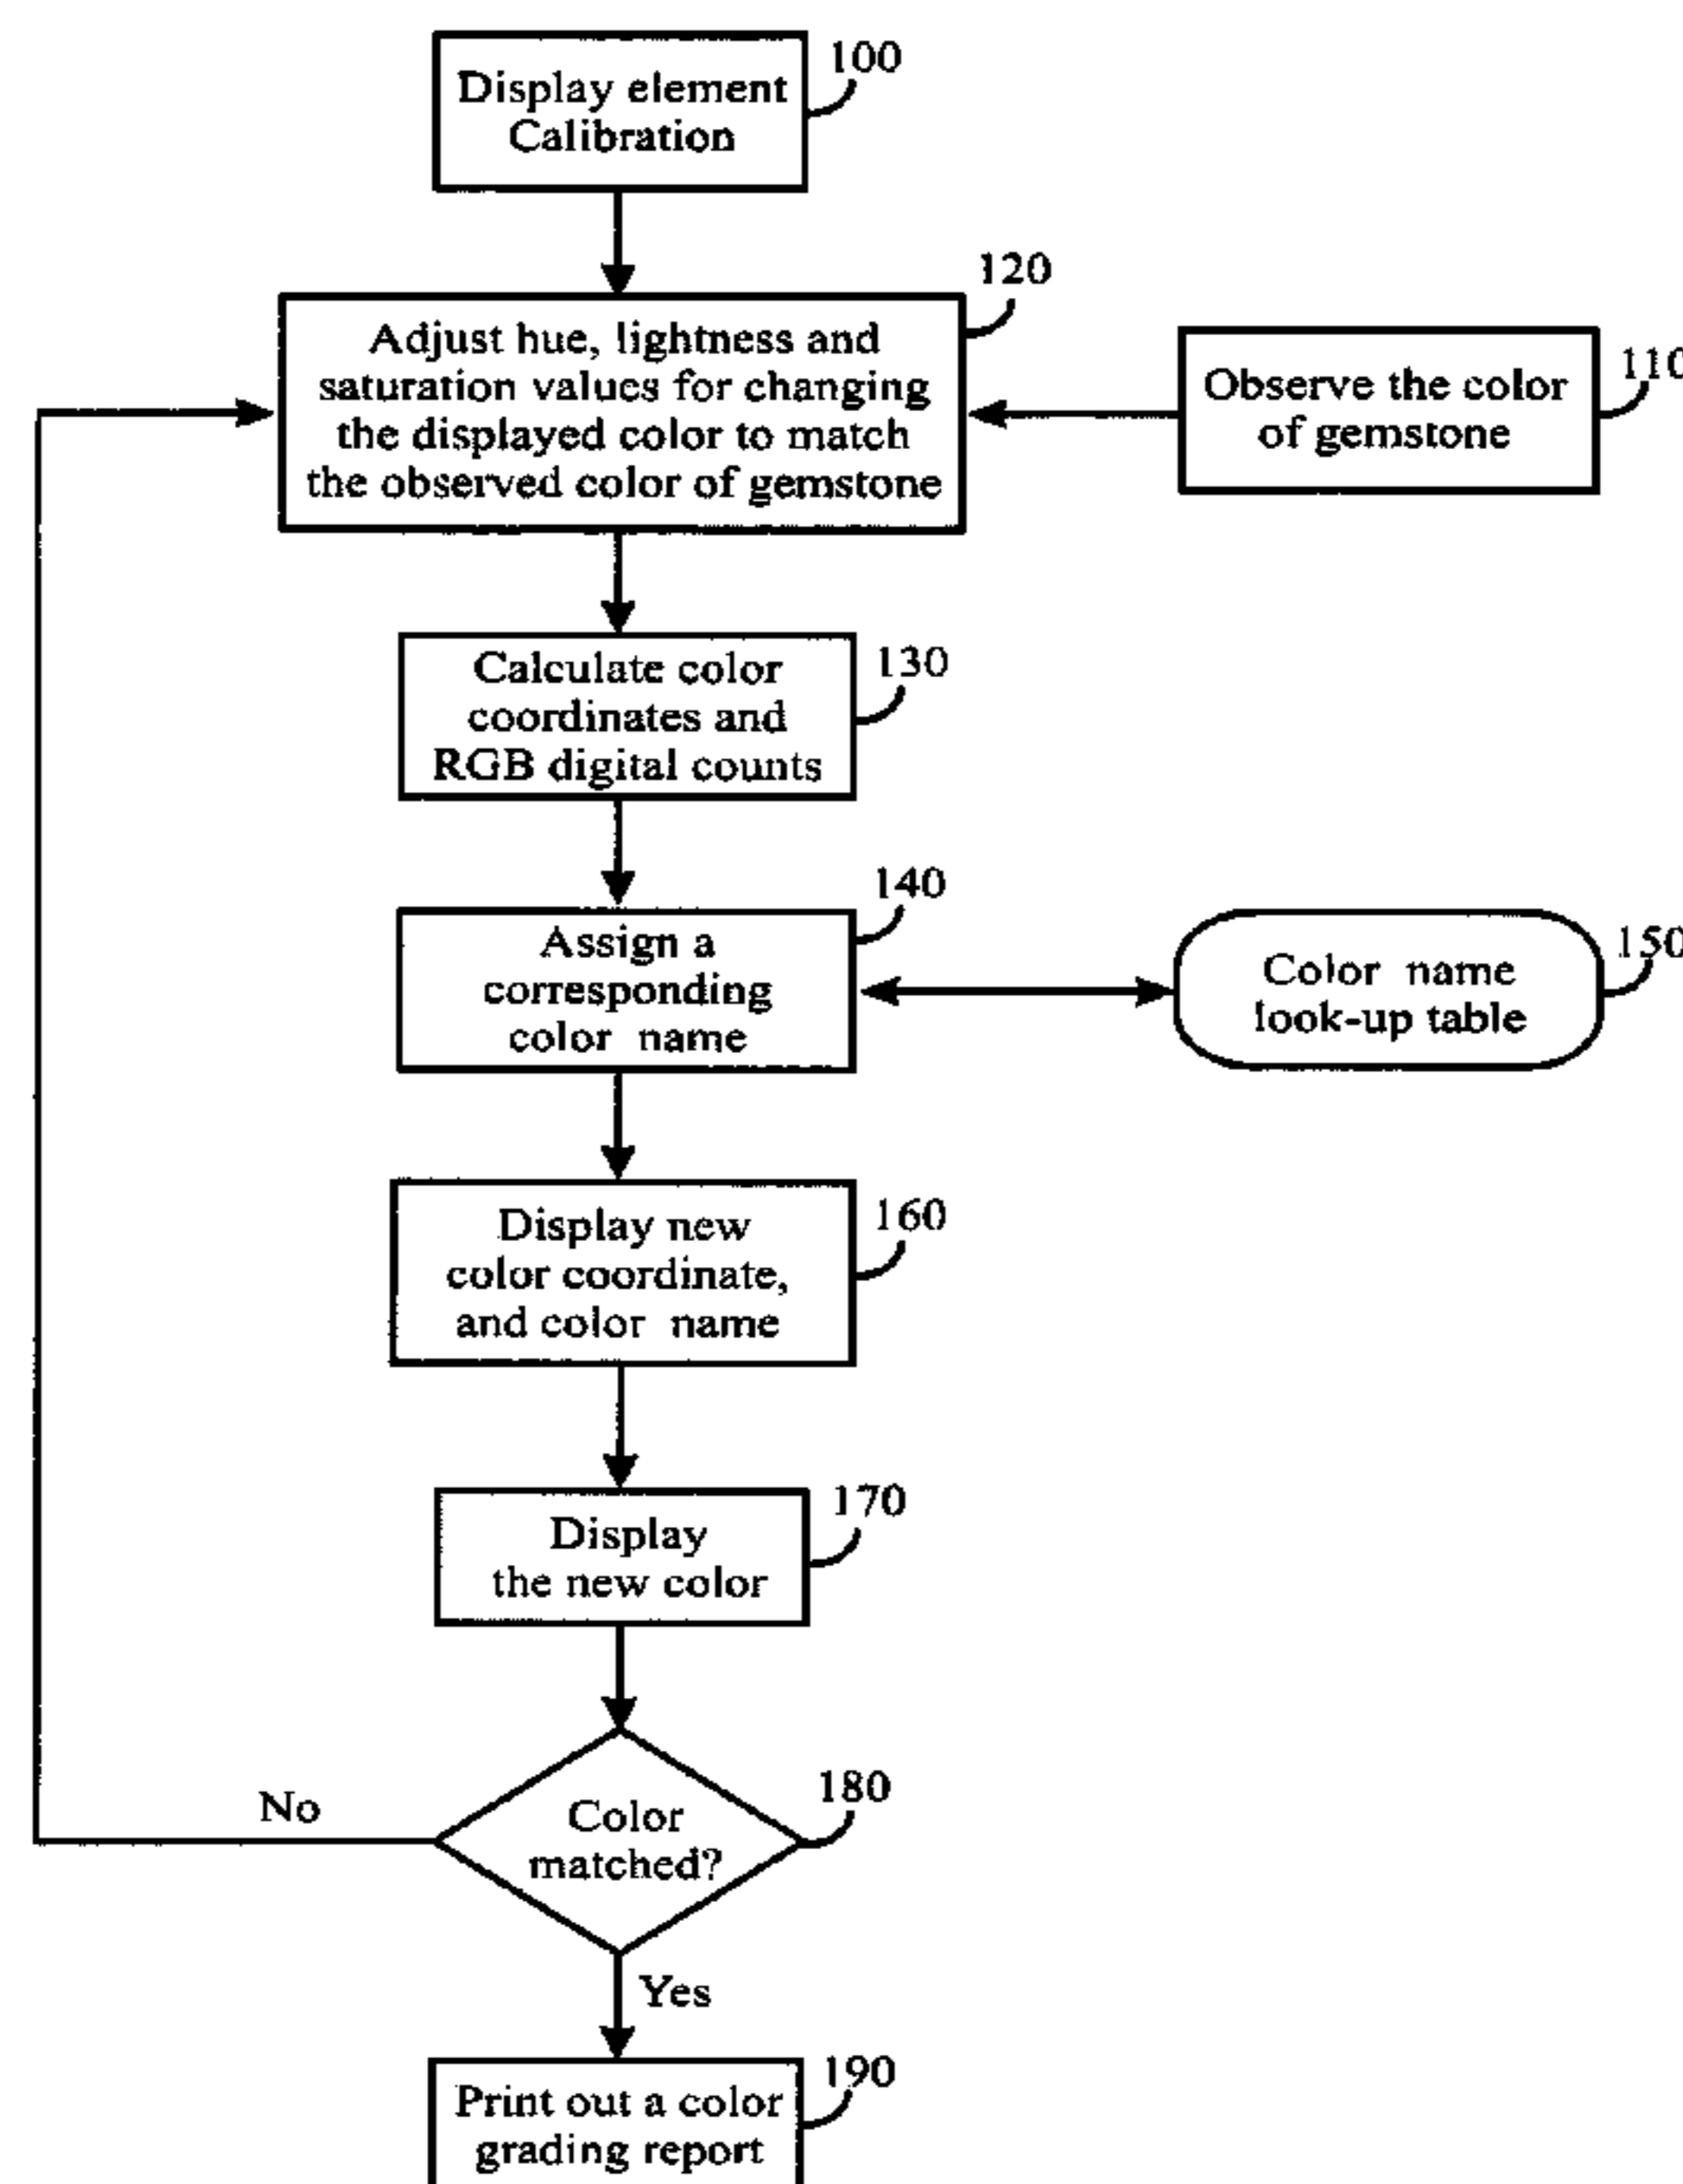 100
Display element
Calibration
120
Adjust hue, lightness and
saturation values for changing
the displayed color to match
the observed color of gemstone
110
Observe the color
of gemstone
130
Calculate color
coordinates and
RGB digital counts
140
Assign a
corresponding
color name
150
Color name
look-up table
160
Display new
color coordinate,
and color name
170
Display
the new color
180
Color
matched?
No
Yes
190
Print out a color
grading report